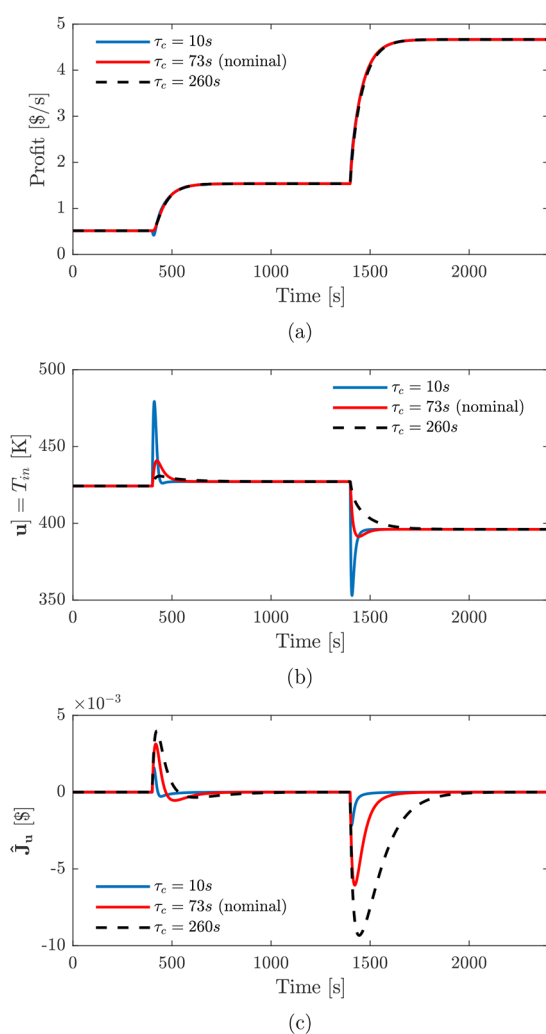 5
4
3
2
1
0
Profit [$/s]
τc = 10s
τc = 73s (nominal)
τc = 260s
0 500 1000 1500 2000
Time [s]
(a)
500
450
400
350
u] = Tin [K]
τc = 10s
τc = 73s (nominal)
τc = 260s
0 500 1000 1500 2000
Time [s]
(b)
×10⁻³
5
0
-5
-10
Ĵu [$]
τc = 10s
τc = 73s (nominal)
τc = 260s
0 500 1000 1500 2000
Time [s]
(c)